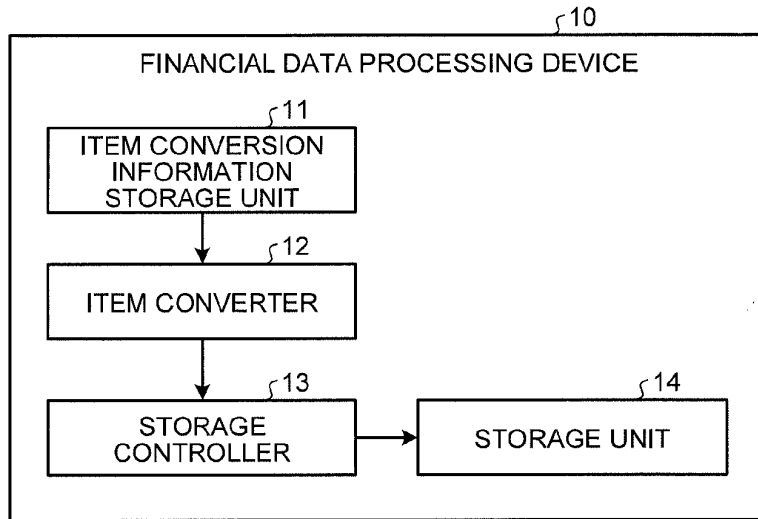 10
FINANCIAL DATA PROCESSING DEVICE
11
ITEM CONVERSION
INFORMATION
STORAGE UNIT
12
ITEM CONVERTER
13
STORAGE
CONTROLLER
14
STORAGE UNIT